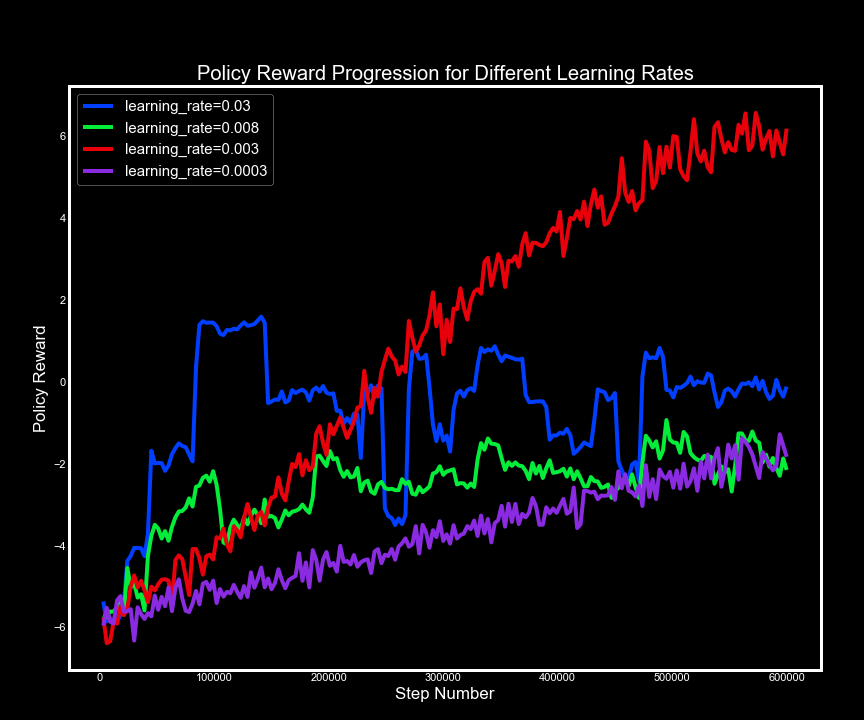 Policy Reward Progression for Different Learning Rates
learning_rate=0.03
learning_rate=0.008
learning_rate=0.003
learning_rate=0.0003
6
4
2
0
−2
−4
−6
Policy Reward
0 100000 200000 300000 400000 500000 600000
Step Number